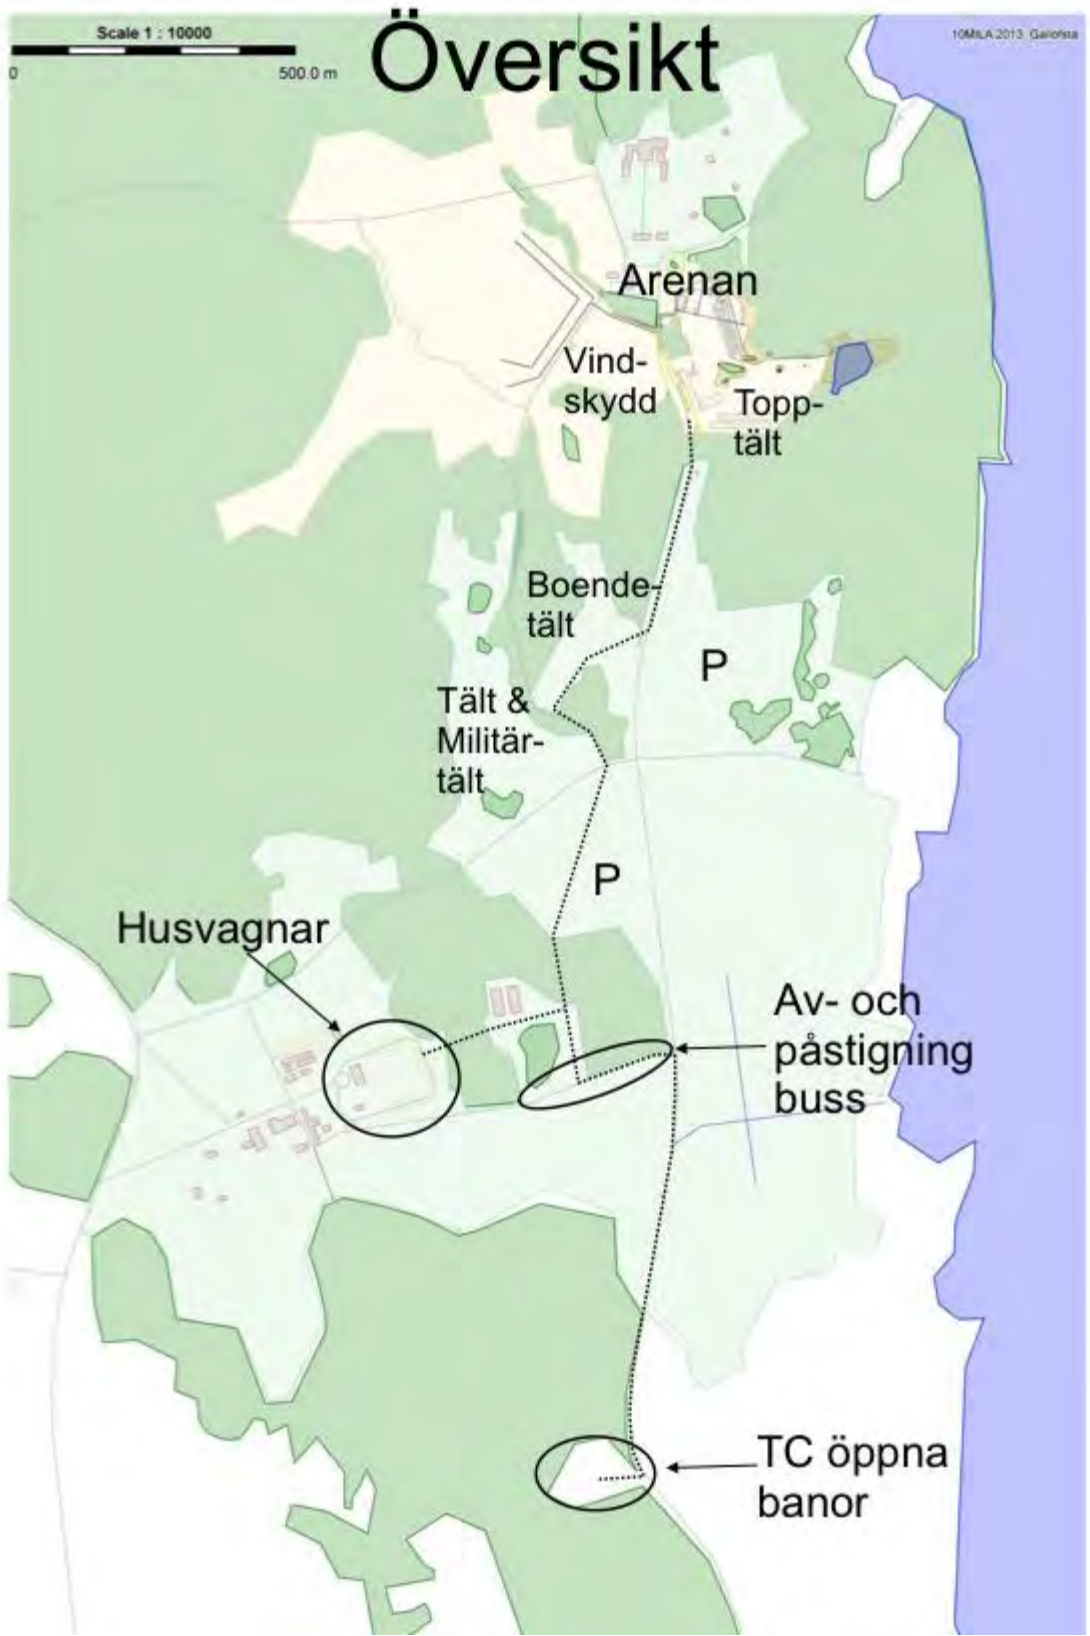 Scale 1 : 10000
0
500.0 m
Översikt
10MILA 2013 Gallofsta
Arenan
Vind-
skydd
Topp-
tält
Boende-
tält
P
Tält &
Militär-
tält
P
Husvagnar
Av- och
påstigning
buss
TC öppna
banor